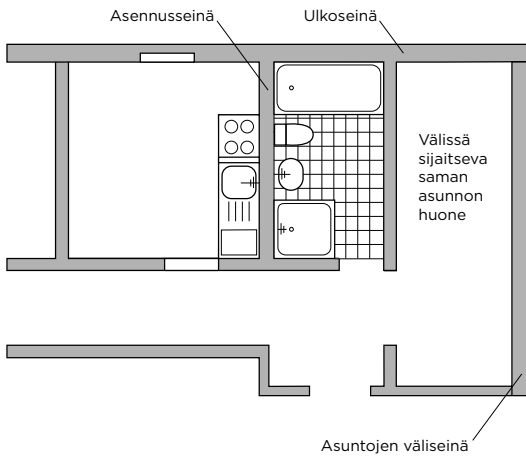 Asennusseinä
Ulkoseinä
Välissä
sijaitseva
saman
asunnon
huone
Asuntojen väliseinä